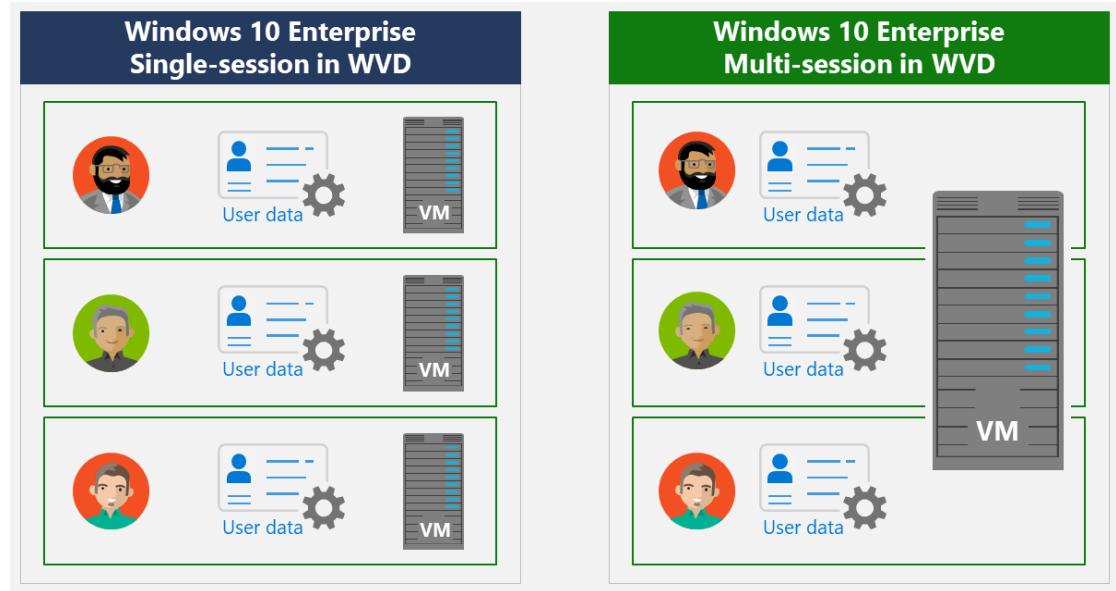 Windows 10 Enterprise
Single-session in WVD
User data
VM
User data
VM
User data
VM
Windows 10 Enterprise
Multi-session in WVD
User data
User data
VM
User data